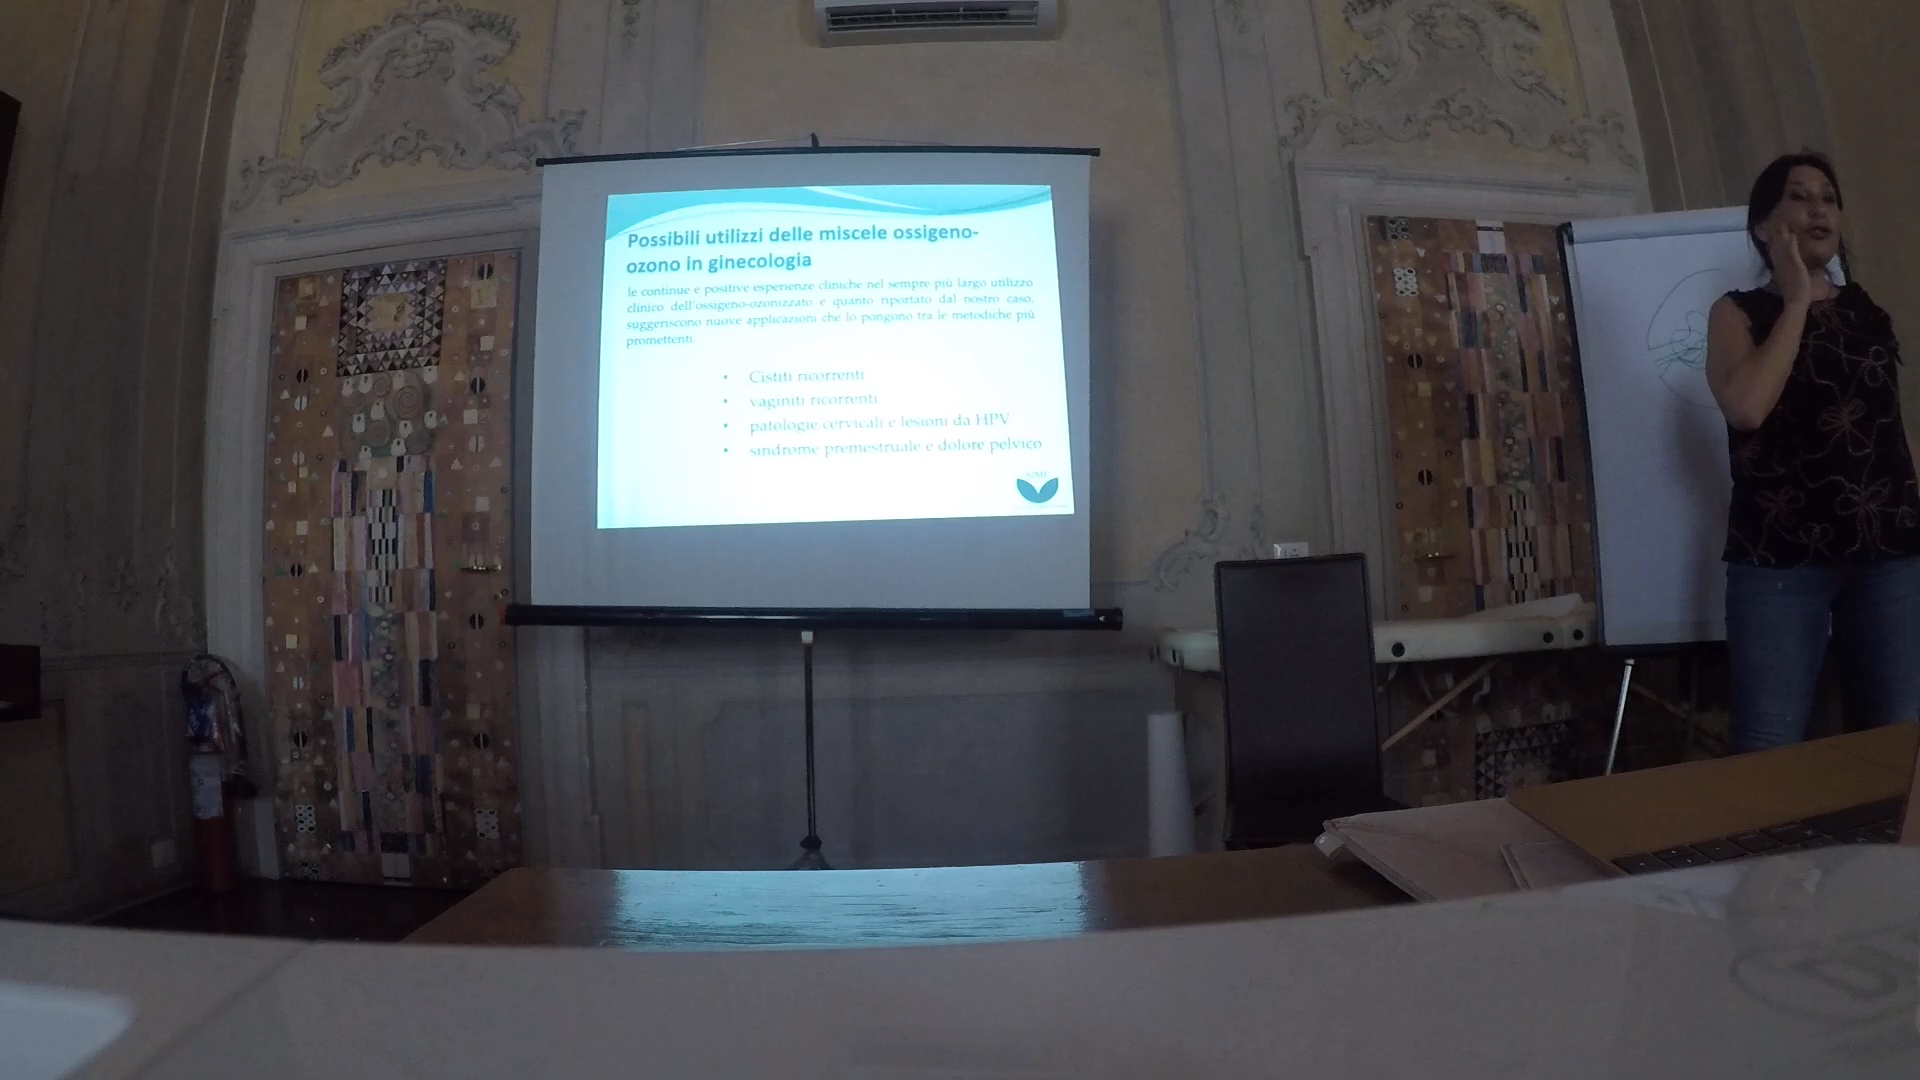 Possibili utilizzi delle miscele ossigeno-
ozono in ginecologia
le continue e positive esperienze cliniche nel sempre più largo utilizzo
clinico dell'ossigeno-ozonizzato e quanto riportato dal nostro caso,
suggeriscono nuove applicazioni che lo pongono tra le metodiche più
promettenti.
• Cistiti ricorrenti
• vaginiti ricorrenti
• patologie cervicali e lesioni da HPV
• sindrome premestruale e dolore pelvico